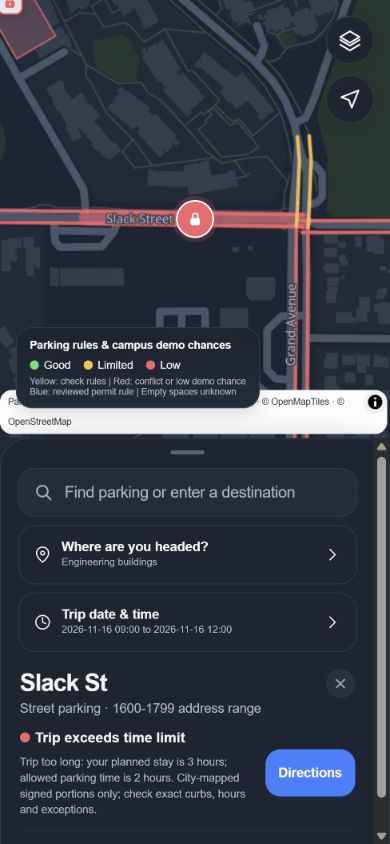 Slack Street
Grand Avenue
Parking rules & campus demo chances
Good
Limited
Low
Yellow: check rules | Red: conflict or low demo chance
Blue: reviewed permit rule | Empty spaces unknown
© OpenMapTiles · ©
OpenStreetMap
Find parking or enter a destination
Where are you headed?
Engineering buildings
Trip date & time
2026-11-16 09:00 to 2026-11-16 12:00
Slack St
Street parking · 1600-1799 address range
Trip exceeds time limit
Trip too long: your planned stay is 3 hours;
allowed parking time is 2 hours. City-mapped
signed portions only; check exact curbs, hours
and exceptions.
Directions